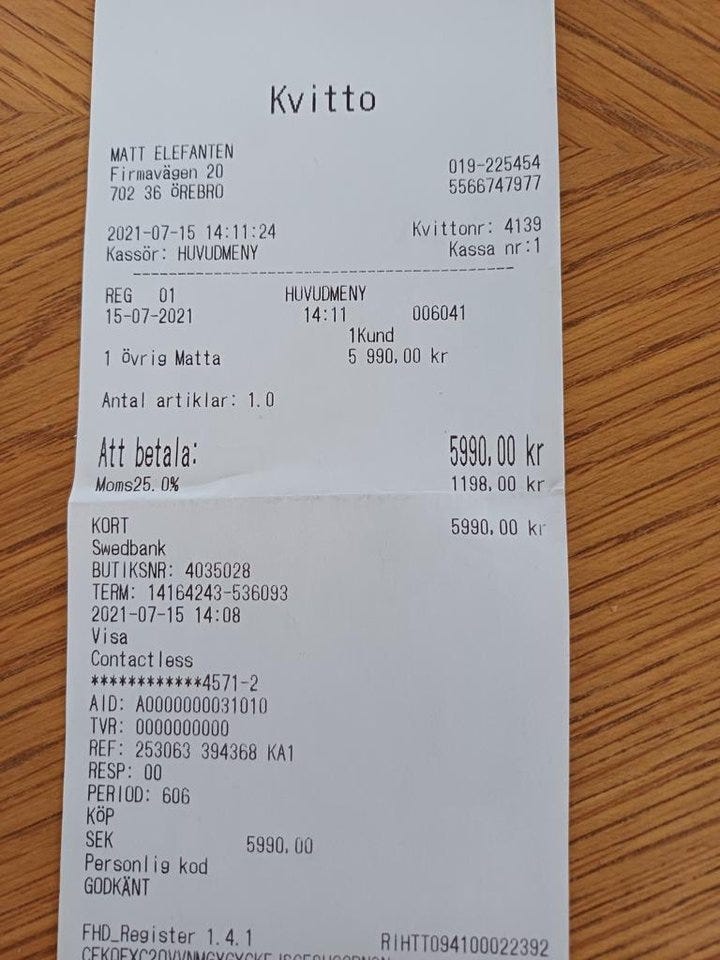 Kvitto
MATT ELEFANTEN
Firmavägen 20 019-225454
702 36 ÖREBRO 5566747977
2021-07-15 14:11:24 Kvittonr: 4139
Kassör: HUVUDMENY Kassa nr:1
REG 01 HUVUDMENY
15-07-2021 14:11 006041
1Kund
1 övrig Matta 5 990,00 kr
Antal artiklar: 1.0
Att betala: 5990,00 kr
Moms25.0% 1198,00 kr
KORT 5990,00 kr
Swedbank
BUTIKSNR: 4035028
TERM: 14164243-536093
2021-07-15 14:08
Visa
Contactless
************4571-2
AID: A0000000031010
TVR: 0000000000
REF: 253063 394368 KA1
RESP: 00
PERIOD: 606
KÖP
SEK 5990,00
Personlig kod
GODKÄNT
FHD_Register 1.4.1 RIHTT094100022392